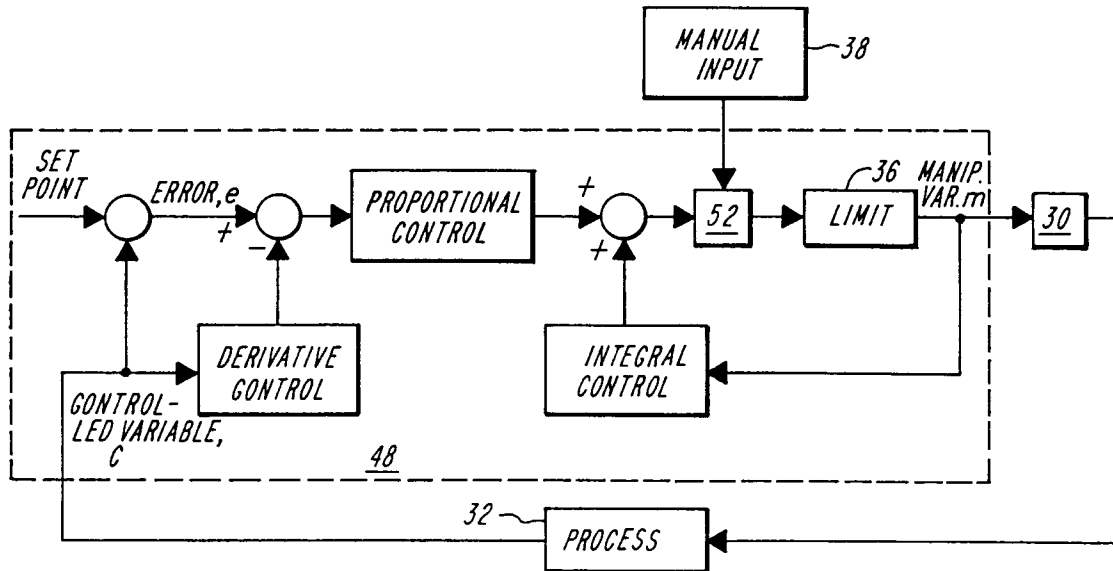 MANUAL
INPUT
38
SET
POINT
ERROR, e
+
-
PROPORTIONAL
CONTROL
+
+
52
36
LIMIT
MANIP.
VAR. m
30
DERIVATIVE
GONTROL
INTEGRAL
CONTROL
GONTROL-
LED VARIABLE,
C
48
32
PROCESS